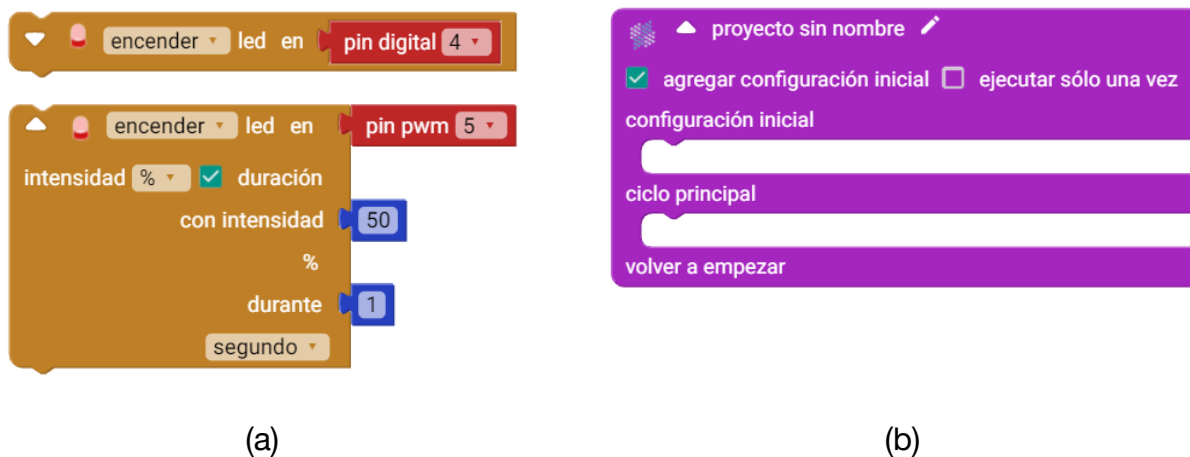 encender led en pin digital 4
encender led en pin pwm 5
intensidad % duración
con intensidad 50
%
durante 1
segundo
(a)
proyecto sin nombre
agregar configuración inicial ejecutar sólo una vez
configuración inicial
ciclo principal
volver a empezar
(b)